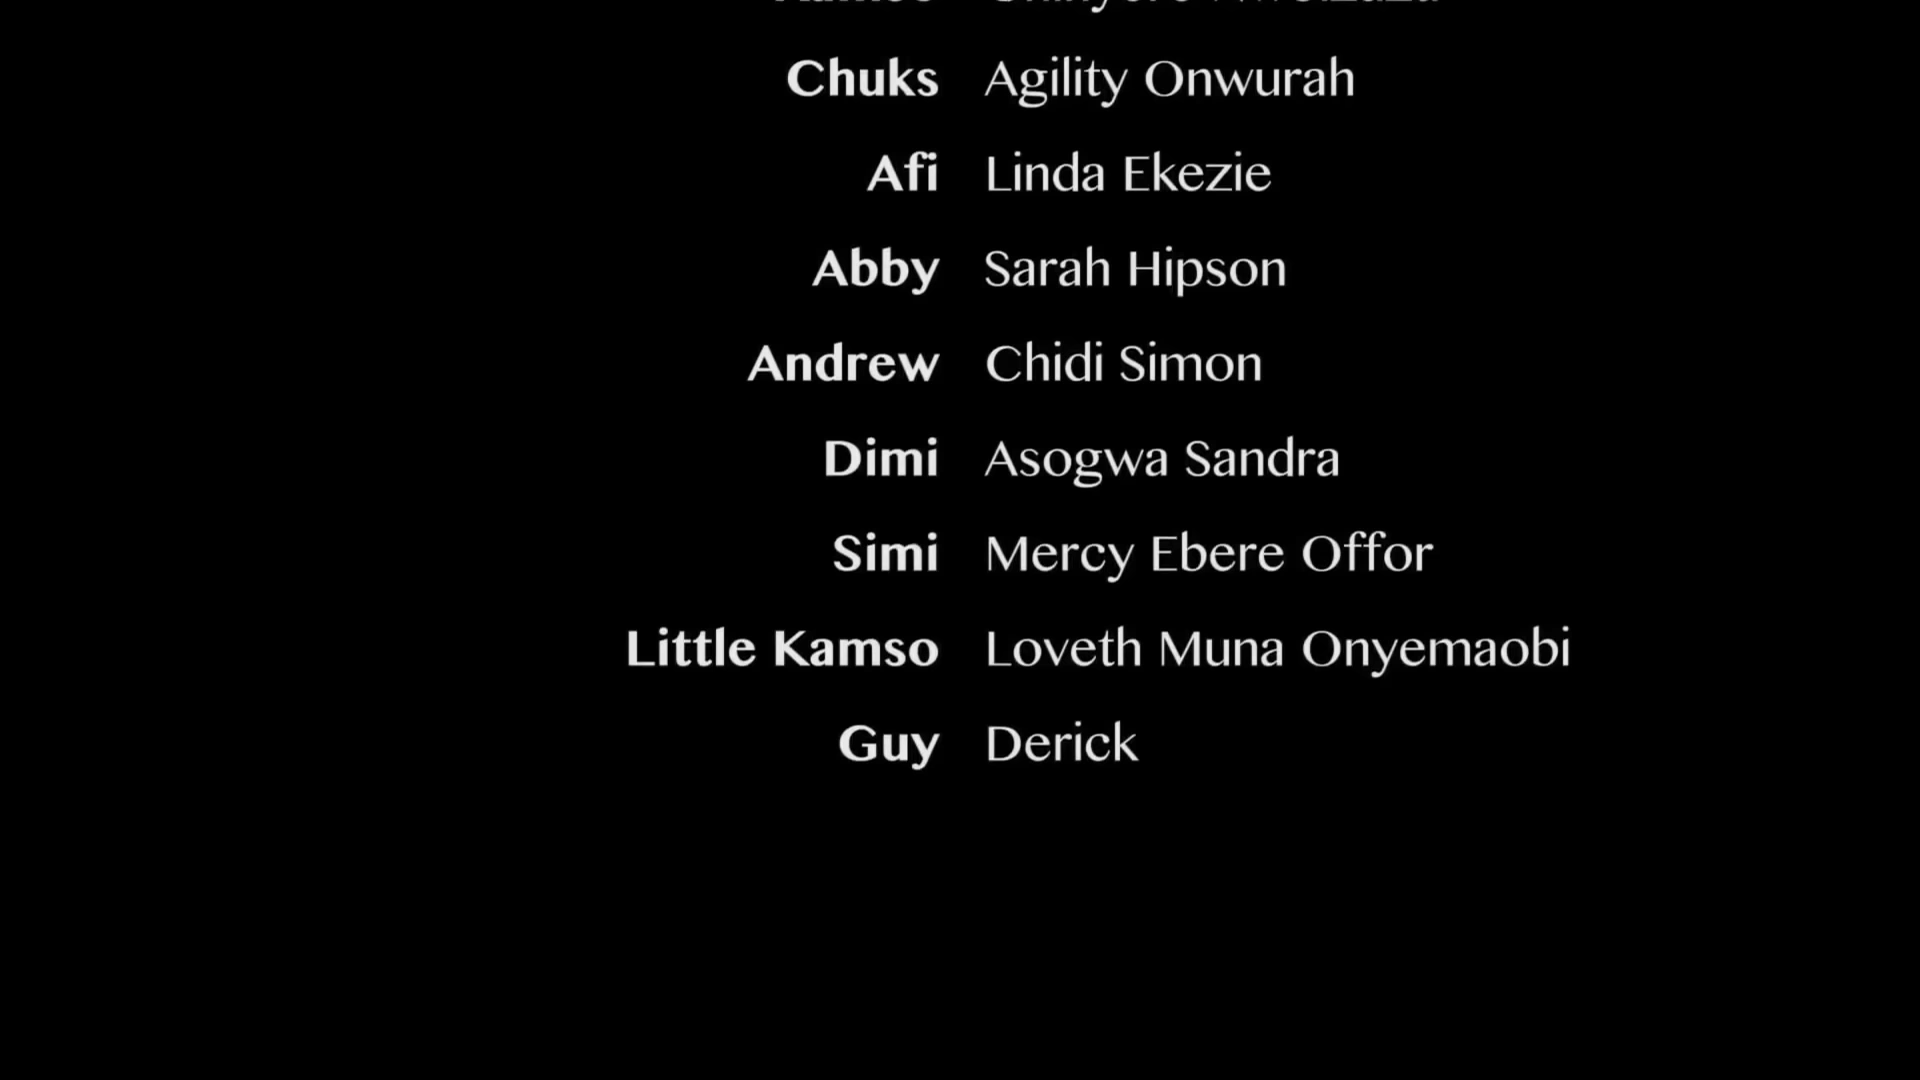 Chuks Agility Onwurah
Afi Linda Ekezie
Abby Sarah Hipson
Andrew Chidi Simon
Dimi Asogwa Sandra
Simi Mercy Ebere Offor
Little Kamso Loveth Muna Onyemaobi
Guy Derick